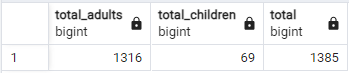 total_adults total_children total
bigint bigint bigint
1 1316 69 1385